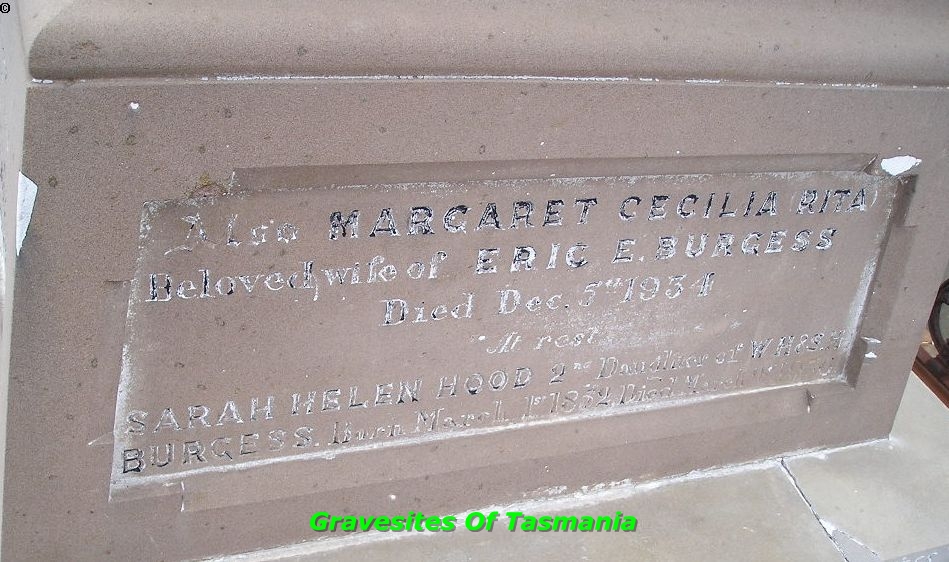 ©
Also MARGARET CECILIA (RITA)
Beloved wife of ERIC E. BURGESS
Died Dec. 5th 1934
At rest
SARAH HELEN HOOD 2nd Daughter of W.H & S.H
BURGESS. Born March 1st 1852 Died
Gravesites Of Tasmania